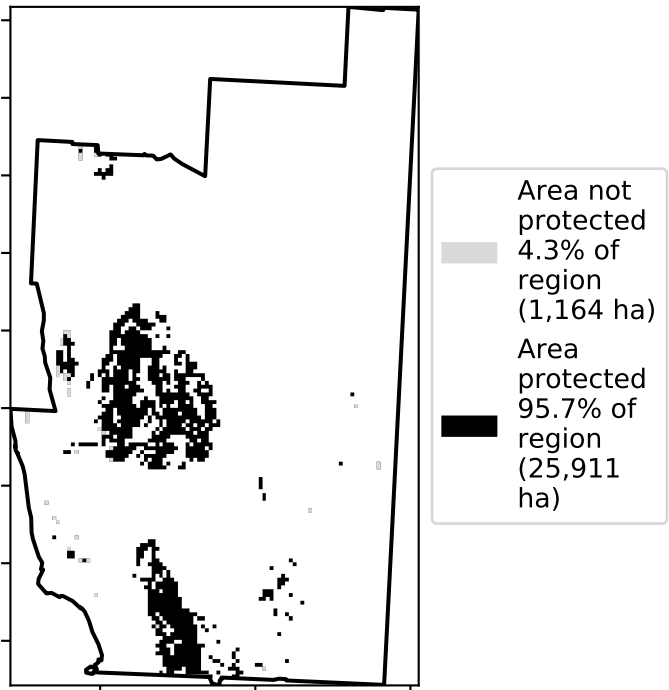 Area not
protected
4.3% of
region
(1,164 ha)
Area
protected
95.7% of
region
(25,911
ha)